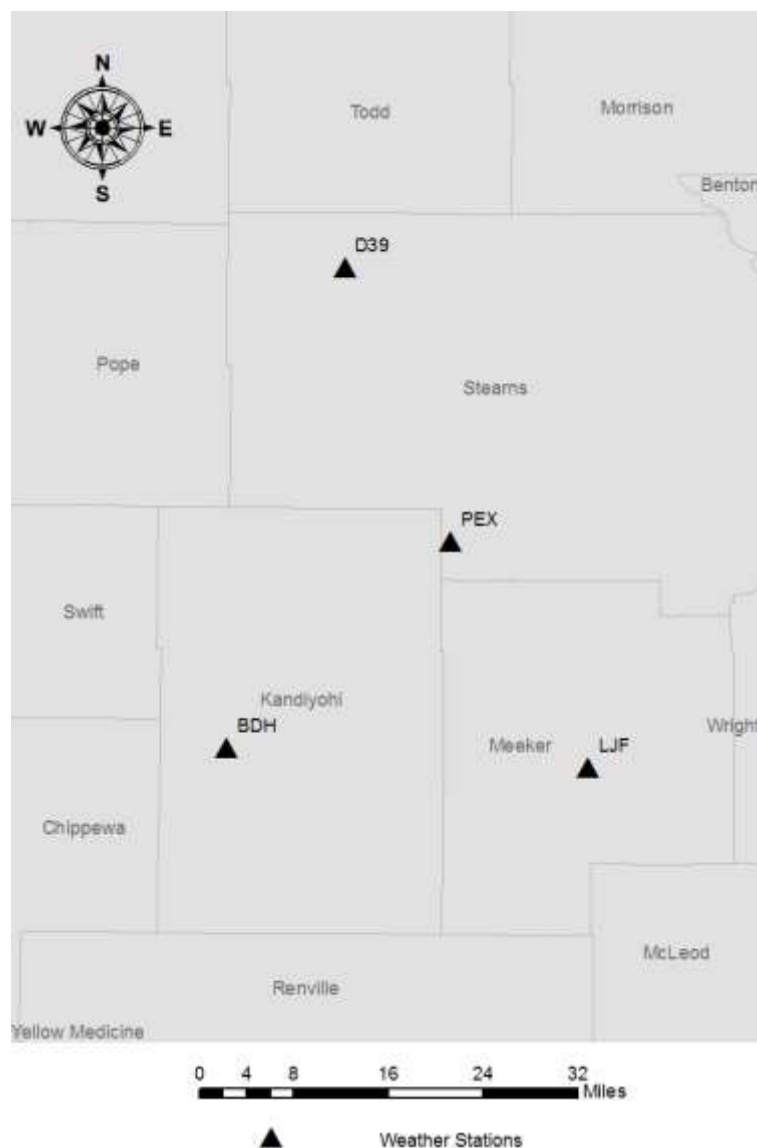 N
Todd
Morrison
W
E
S
Benton
D39
Pope
Stearns
PEX
Swift
Kandiyohi
BDH
Meeker
LJF
Wright
Chippewa
McLeod
Renville
Yellow Medicine
0 4 8 16 24 32
Miles
Weather Stations